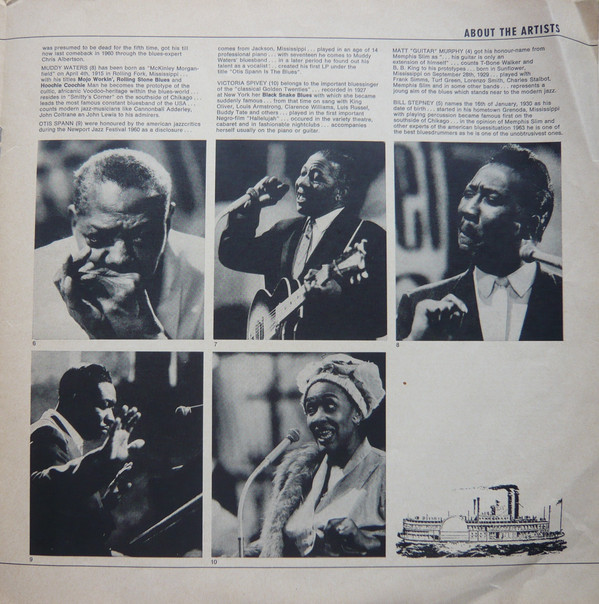 ABOUT THE ARTISTS
was presumed to be dead for the fifth time, got his till
now last comeback in 1960 through the blues-expert
Chris Albertson.
MUDDY WATERS (8) has been born as "McKinley Morgan-
field" on April 4th, 1915 in Rolling Fork, Mississippi . . .
with his titles Mojo Workin', Rolling Stone Blues and
Hoochie Coochie Man he becomes the prototype of the
curbs, africanic Voodoo-heritage within the blues-world . . .
resides in "Smitty's Corner" on the southside of Chikago . . .
leads the most famous constant bluesband of the USA . . .
counts modern jazz-musicians like Cannonball Adderley,
John Coltrane an John Lewis to his admirers.
OTIS SPANN (9) were honoured by the american jazzcritics
during the Newport Jazz Festival 1960 as a disclosure . . .
comes from Jackson, Mississippi . . . played in an age of 14
professional piano . . . with seventeen he comes to Muddy
Waters' bluesband . . . in a later period he found out his
talent as a vocalist . . . created his first LP under the
title "Otis Spann Is The Blues".
VICTORIA SPIVEY (10) belongs to the important bluessinger
of the "classical Golden Twenties" . . . recorded in 1927
at New York her Black Snake Blues with which she became
suddenly famous . . . from that time on sang with King
Oliver, Louis Armstrong, Clarence Williams, Luis Russel,
Buddy Tate and others . . . played in the first important
Negro-film "Hallelujah" . . . occured in the variety theatre,
cabaret and in fashionable nightclubs . . . accompanies
herself usually on the piano or guitar.
MATT "GUITAR" MURPHY (4) got his honour-name from
Memphis Slim as ". . . his guitar is only an
extension of himself" . . . counts T-Bone Walker and
B. B. King to his prototypes . . . born in Sunflower,
Mississippi on September 28th, 1929 . . . played with
Frank Simms, Turf Green, Lorenzo Smith, Charles Stalbot,
Memphis Slim and in some other bands . . . represents a
young aim of the blues which stands near to the modern jazz.
BILL STEPNEY (5) names the 16th of January, 1930 as his
date of birth . . . started in his hometown Grenada, Mississippi
with playing percussion became famous first on the
southside of Chikago . . . in the opinion of Memphis Slim and
other experts of the american bluessituation 1963 he is one of
the best bluesdrummers as he is one of the unobtrusivest ones.
6
7
8
9
10